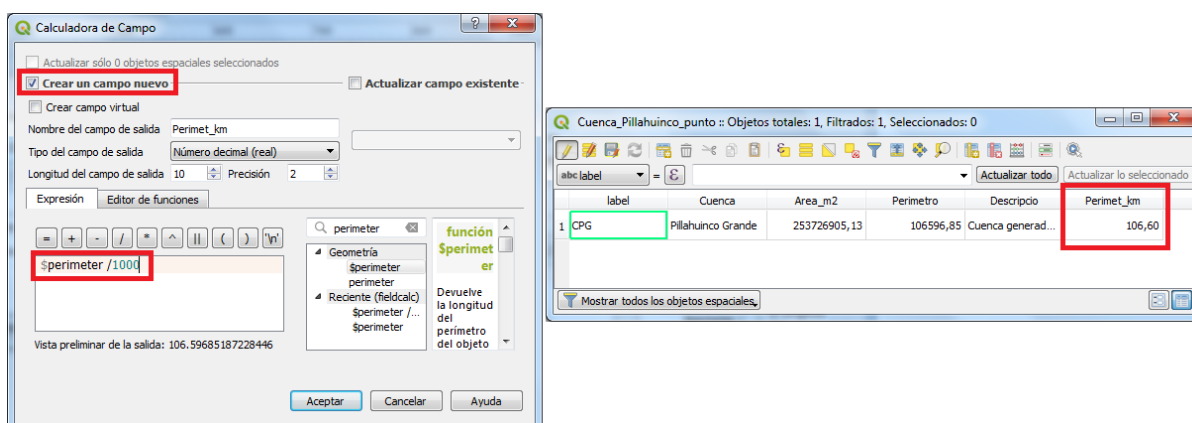 Calculadora de Campo
Actualizar sólo 0 objetos espaciales seleccionados
Crear un campo nuevo
Actualizar campo existente
Crear campo virtual
Nombre del campo de salida Perimet_km
Tipo del campo de salida Número decimal (real)
Longitud del campo de salida 10 Precisión 2
Expresión Editor de funciones
= + - / * ^ || ( ) '\n'
$perimeter /1000
Vista preliminar de la salida: 106.59685187228446
perimeter
Geometría
$perimeter
perimeter
Reciente (fieldcalc)
$perimeter /...
$perimeter
función
$perimet
er
Devuelve
la longitud
del
perímetro
del objeto
Aceptar Cancelar Ayuda
Cuenca_Pillahuinco_punto :: Objetos totales: 1, Filtrados: 1, Seleccionados: 0
abc label = ε Actualizar todo Actualizar lo seleccionado
label Cuenca Area_m2 Perimetro Descripcio Perimet_km
1 CPG Pillahuinco Grande 253726905,13 106596,85 Cuenca generad... 106,60
Mostrar todos los objetos espaciales